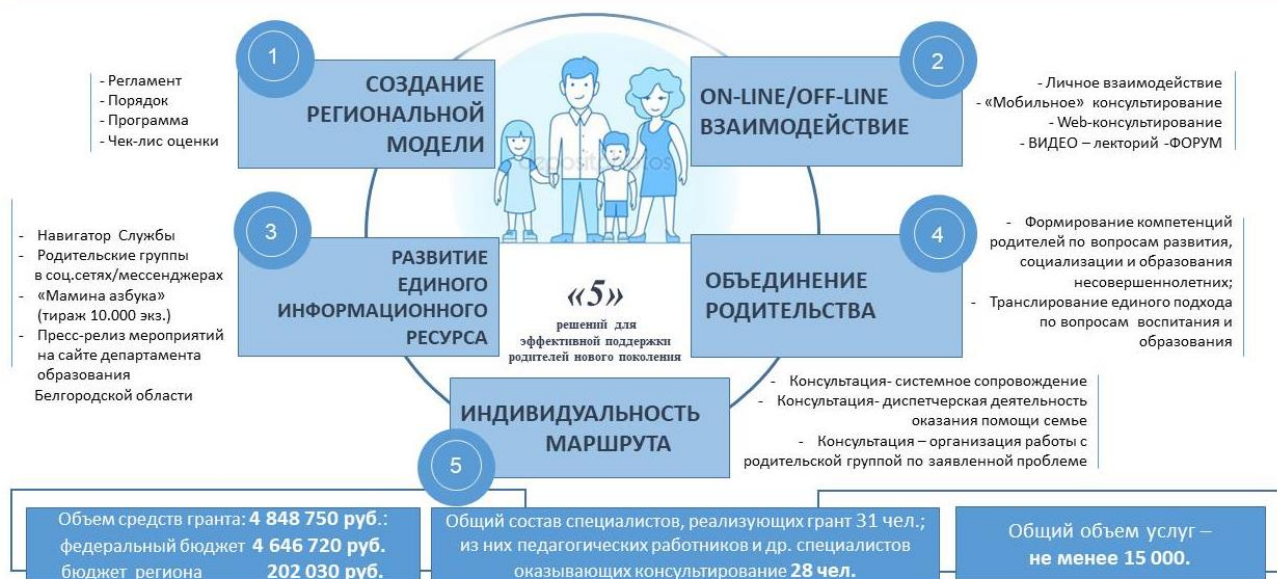 1
СОЗДАНИЕ
РЕГИОНАЛЬНОЙ
МОДЕЛИ
- Регламент
- Порядок
- Программа
- Чек-лис оценки
2
ON-LINE/OFF-LINE
ВЗАИМОДЕЙСТВИЕ
- Личное взаимодействие
- «Мобильное» консультирование
- Web-консультирование
- ВИДЕО – лекторий -ФОРУМ
3
РАЗВИТИЕ
ЕДИНОГО
ИНФОРМАЦИОННОГО
РЕСУРСА
- Навигатор Службы
- Родительские группы
в соц.сетях/мессенджерах
- «Мамина азбука»
(тираж 10.000 экз.)
- Пресс-релиз мероприятий
на сайте департамента
образования
Белгородской области
«5»
решений для
эффективной поддержки
родителей нового поколения
4
ОБЪЕДИНЕНИЕ
РОДИТЕЛЬСТВА
- Формирование компетенций
родителей по вопросам развития,
социализации и образования
несовершеннолетних;
- Транслирование единого подхода
по вопросам воспитания и
образования
5
ИНДИВИДУАЛЬНОСТЬ
МАРШРУТА
- Консультация- системное сопровождение
- Консультация- диспетчерская деятельность
оказания помощи семье
- Консультация – организация работы с
родительской группой по заявленной проблеме
Объем средств гранта: 4 848 750 руб.:
федеральный бюджет 4 646 720 руб.
бюджет региона 202 030 руб.
Общий состав специалистов, реализующих грант 31 чел.;
из них педагогических работников и др. специалистов
оказывающих консультирование 28 чел.
Общий объем услуг –
не менее 15 000.